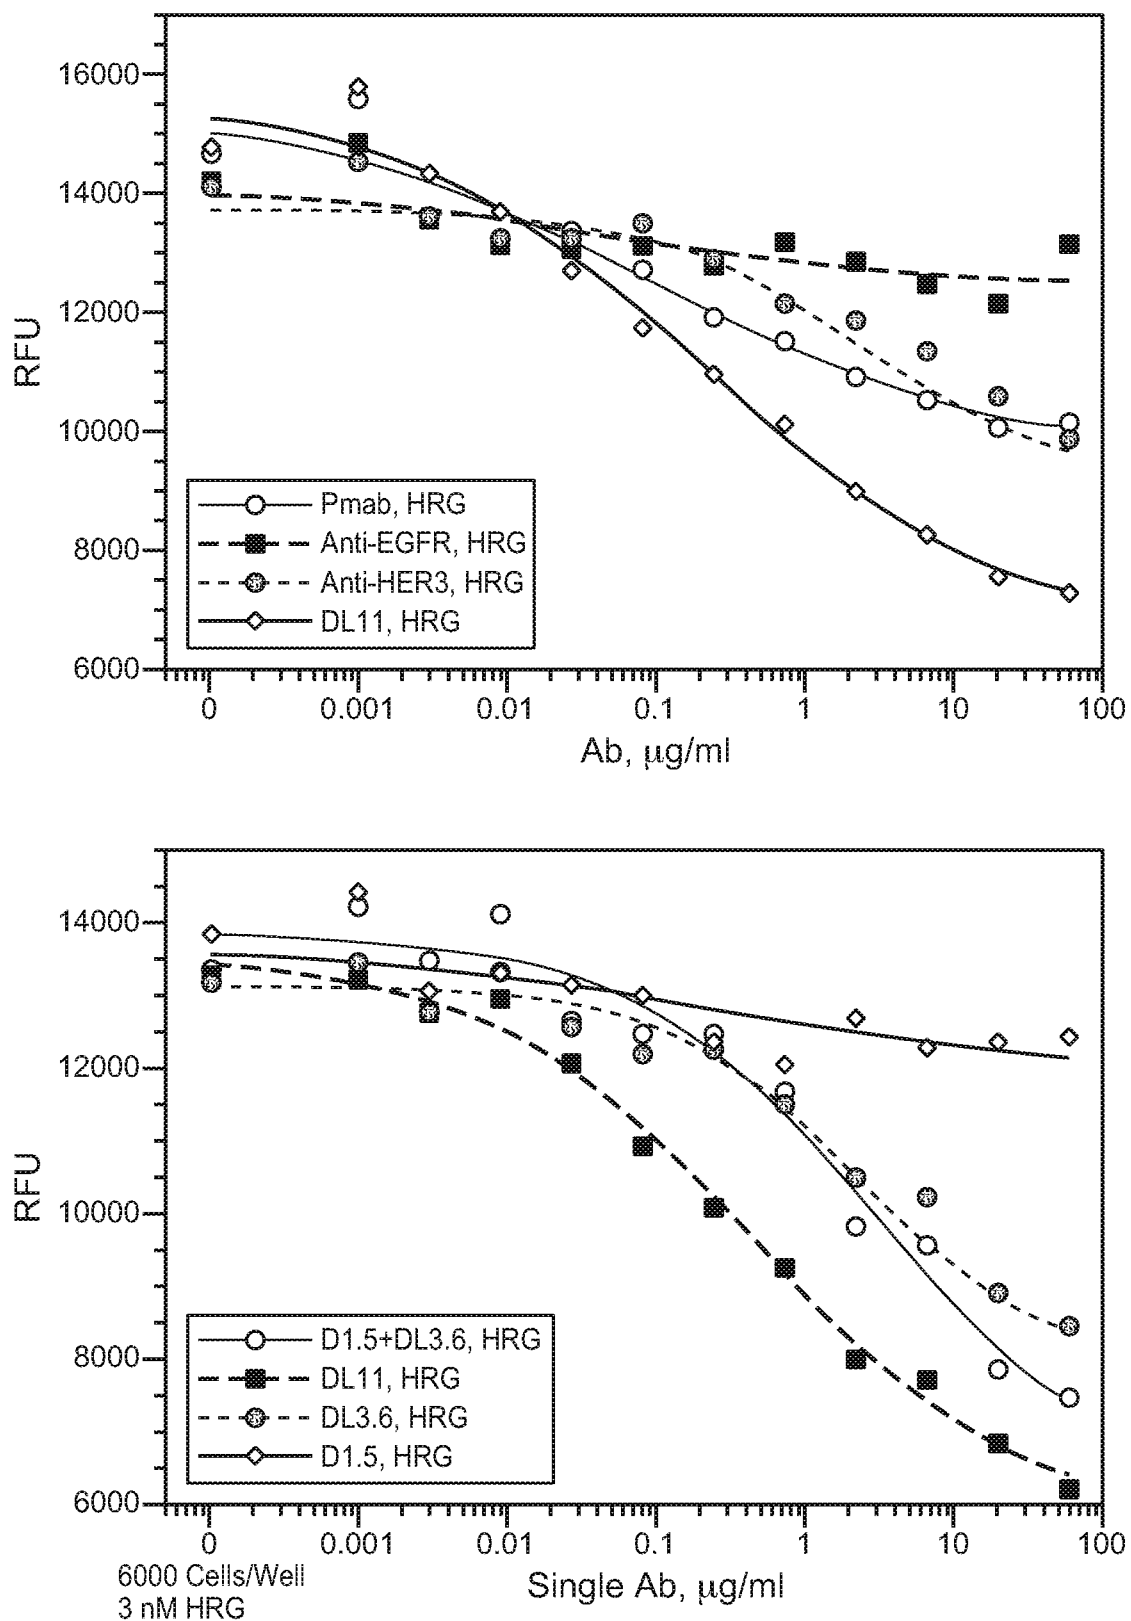 16000
14000
12000
10000
8000
6000
RFU
Pmab, HRG
Anti-EGFR, HRG
Anti-HER3, HRG
DL11, HRG
0 0.001 0.01 0.1 1 10 100
Ab, μg/ml
14000
12000
10000
8000
6000
RFU
D1.5+DL3.6, HRG
DL11, HRG
DL3.6, HRG
D1.5, HRG
0 0.001 0.01 0.1 1 10 100
6000 Cells/Well
3 nM HRG
Single Ab, μg/ml